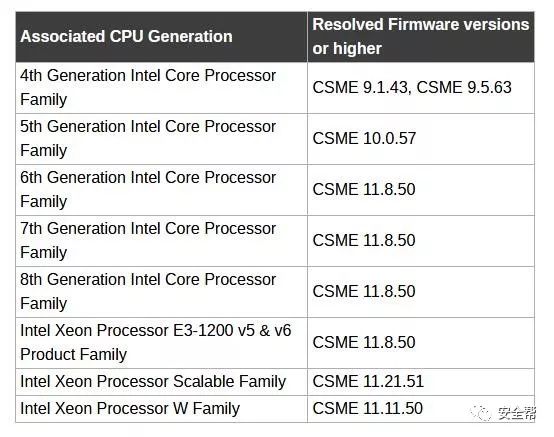 Associated CPU Generation
Resolved Firmware versions
or higher
4th Generation Intel Core Processor
Family
CSME 9.1.43, CSME 9.5.63
5th Generation Intel Core Processor
Family
CSME 10.0.57
6th Generation Intel Core Processor
Family
CSME 11.8.50
7th Generation Intel Core Processor
Family
CSME 11.8.50
8th Generation Intel Core Processor
Family
CSME 11.8.50
Intel Xeon Processor E3-1200 v5 & v6
Product Family
CSME 11.8.50
Intel Xeon Processor Scalable Family
CSME 11.21.51
Intel Xeon Processor W Family
CSME 11.11.50
安全帮